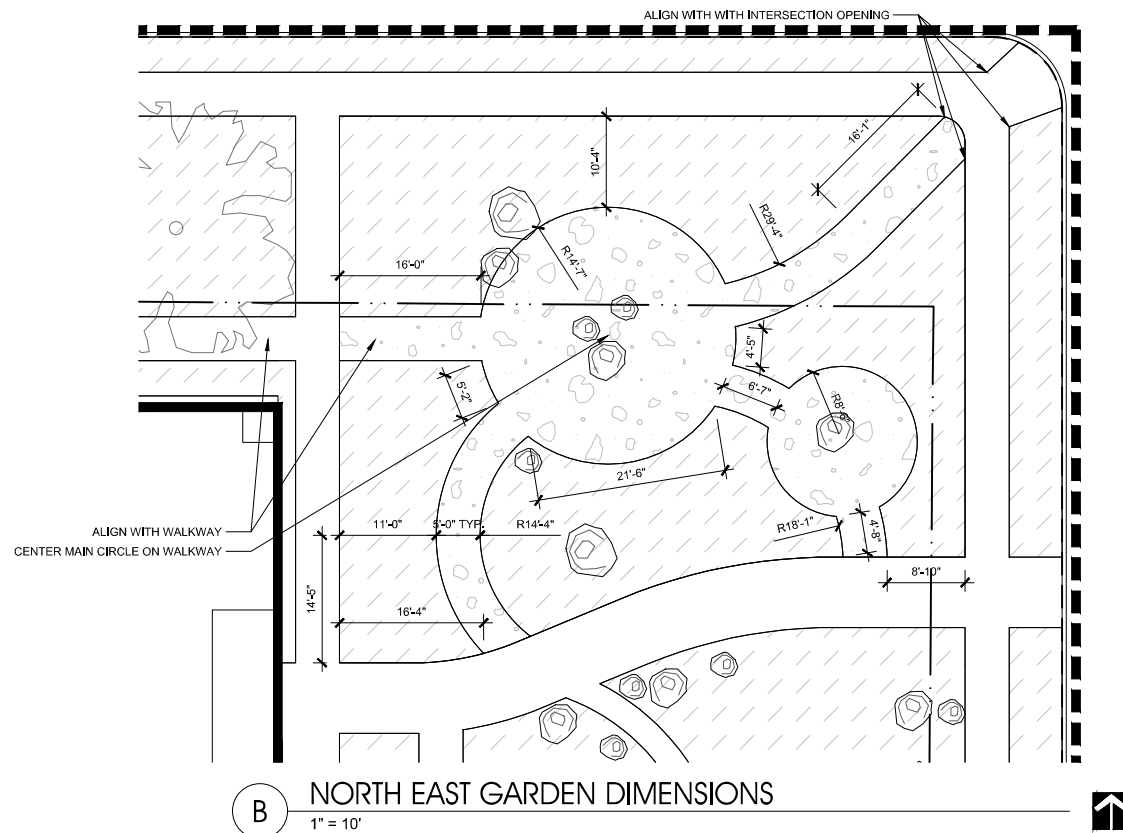 ALIGN WITH WITH INTERSECTION OPENING
16'-1"
10'-4"
R29'-4"
R14'-7"
16'-0"
4'-5"
5'-2"
6'-7"
R8'-6"
21'-6"
ALIGN WITH WALKWAY
CENTER MAIN CIRCLE ON WALKWAY
11'-0"
5'-0" TYP.
R14'-4"
R18'-1"
4'-8"
14'-5"
8'-10"
16'-4"
B
NORTH EAST GARDEN DIMENSIONS
1" = 10'